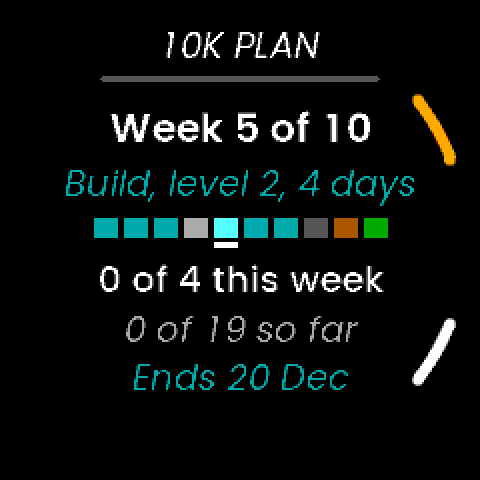 10K PLAN
Week 5 of 10
Build, level 2, 4 days
0 of 4 this week
0 of 19 so far
Ends 20 Dec